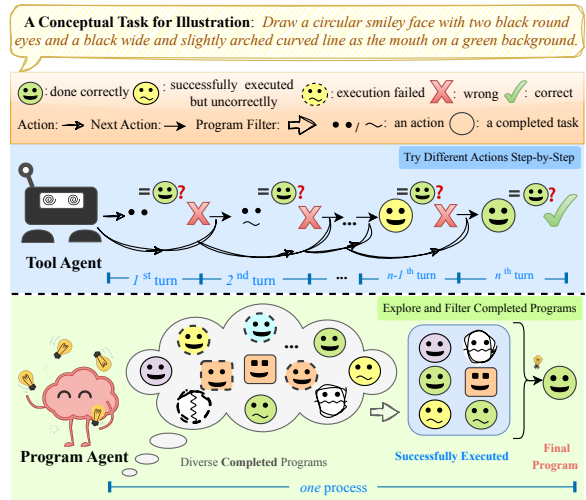 A Conceptual Task for Illustration: Draw a circular smiley face with two black round
eyes and a black wide and slightly arched curved line as the mouth on a green background.
: done correctly : successfully executed but uncorrectlly : execution failed : wrong : correct
Action: Next Action: Program Filter: / : an action : a completed task
Try Different Actions Step-by-Step
= ? = ? = ? = ?
...
Tool Agent
1 st turn 2 nd turn ... n-1 th turn n th turn
Explore and Filter Completed Programs
...
Program Agent
Diverse Completed Programs
Successfully Executed
Final
Program
one process